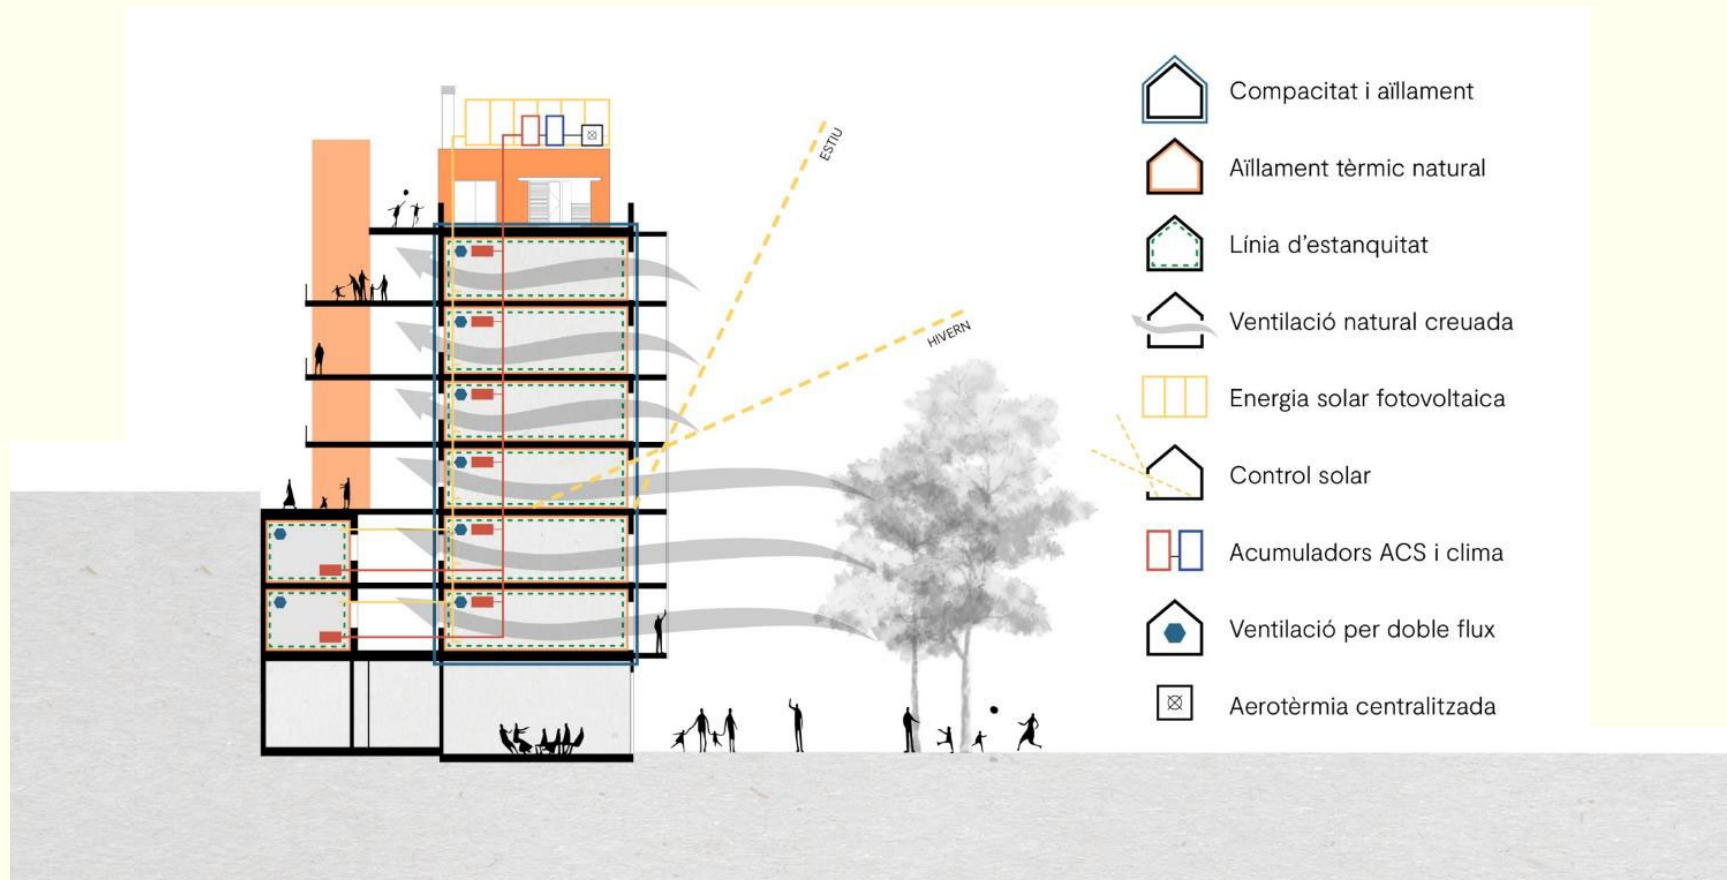 ESTIU
HIVERN
Compacitat i aïllament
Aïllament tèrmic natural
Línia d'estanquitat
Ventilació natural creuada
Energia solar fotovoltaica
Control solar
Acumuladors ACS i clima
Ventilació per doble flux
Aerotèrmia centralitzada